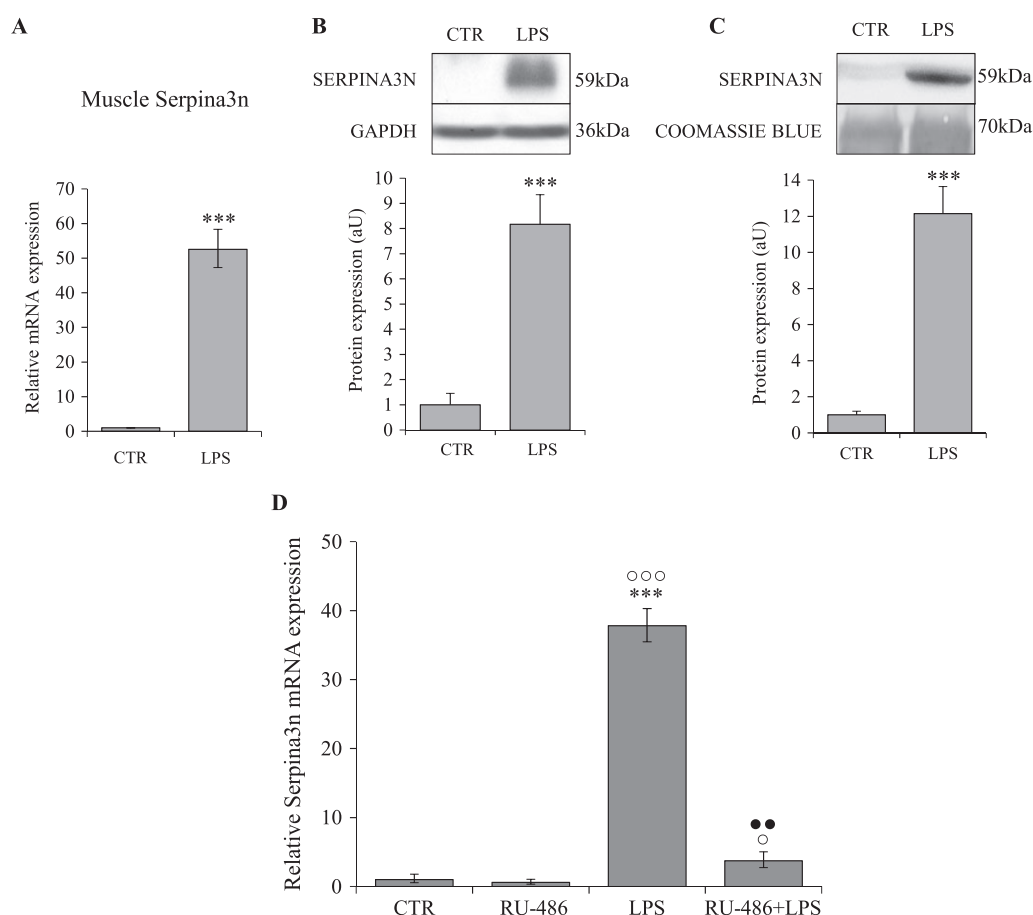 A
Muscle Serpina3n
Relative mRNA expression
70
60
50
40
30
20
10
0
***
CTR LPS
B
CTR LPS
SERPINA3N 59kDa
GAPDH 36kDa
Protein expression (aU)
10
9
8
7
6
5
4
3
2
1
0
***
CTR LPS
C
CTR LPS
SERPINA3N 59kDa
COOMASSIE BLUE 70kDa
Protein expression (aU)
14
12
10
8
6
4
2
0
***
CTR LPS
D
Relative Serpina3n mRNA expression
50
40
30
20
10
0
○○○
***
●●
○
CTR RU-486 LPS RU-486+LPS